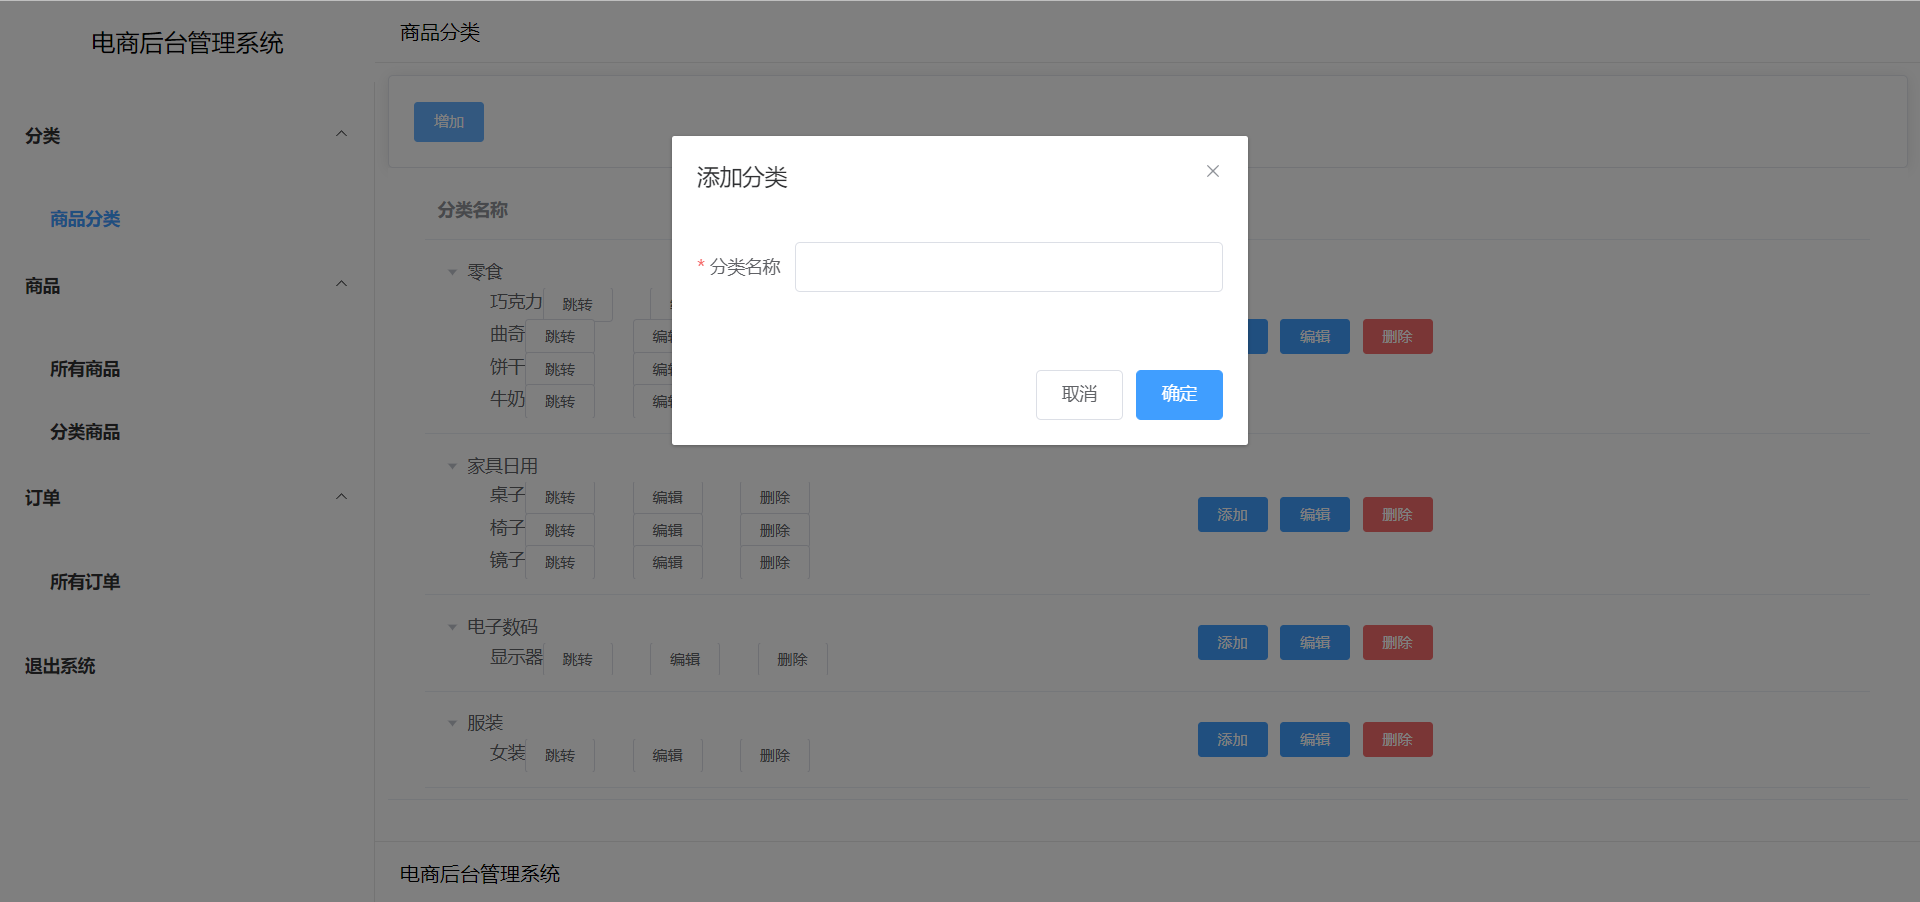 电商后台管理系统
分类
商品分类
商品
所有商品
分类商品
订单
所有订单
退出系统
商品分类
增加
分类名称
零食
巧克力 跳转
曲奇 跳转
饼干 跳转
牛奶 跳转
编辑 删除
家具日用
桌子 跳转 编辑 删除
椅子 跳转 编辑 删除
镜子 跳转 编辑 删除
添加 编辑 删除
电子数码
显示器 跳转 编辑 删除
添加 编辑 删除
服装
女装 跳转 编辑 删除
添加 编辑 删除
电商后台管理系统
添加分类
* 分类名称
取消 确定